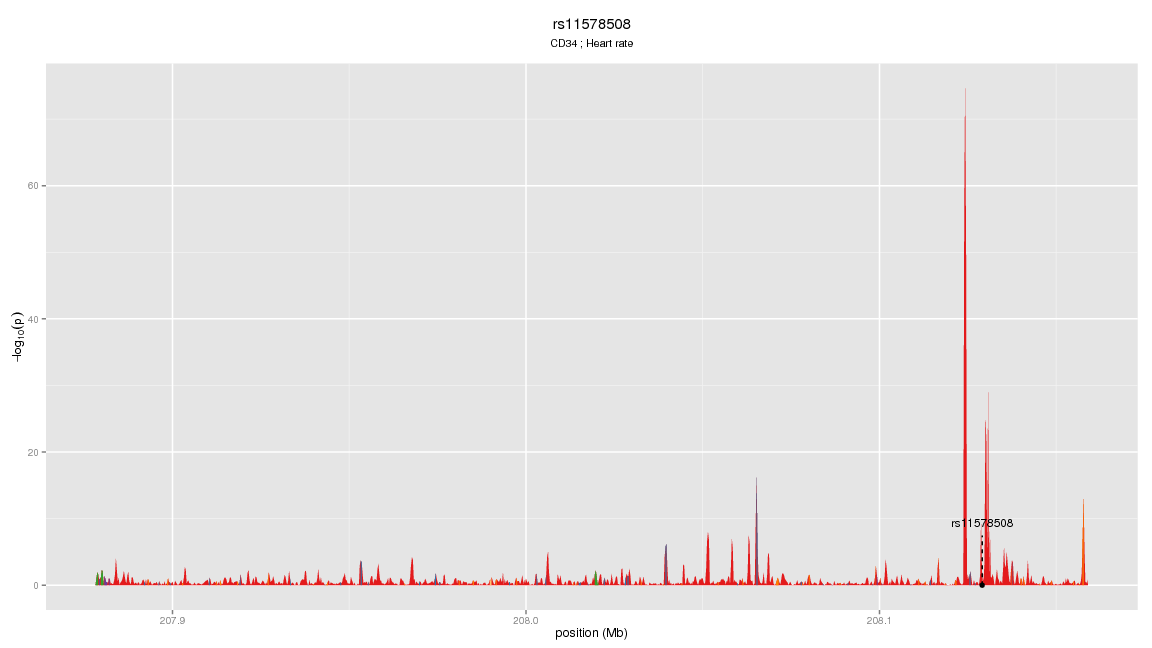 rs11578508
CD34 ; Heart rate
−log10(p)
60
40
20
0
rs11578508
207.9
208.0
208.1
position (Mb)